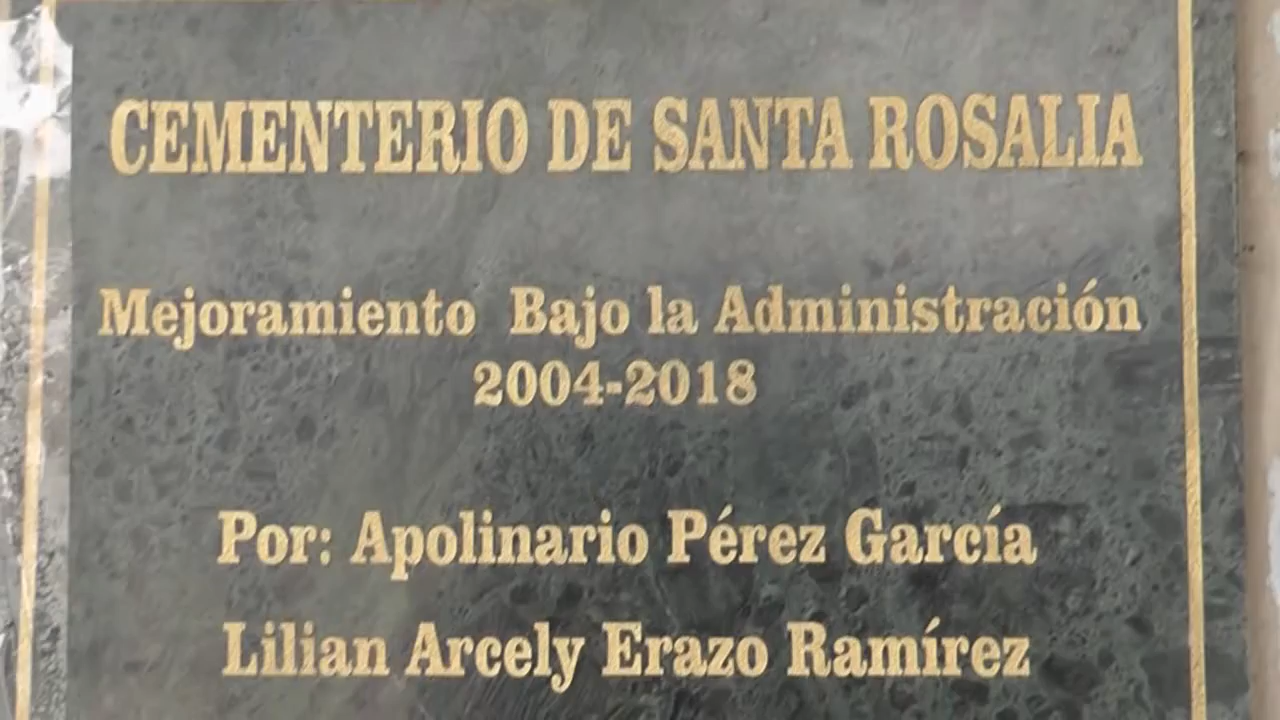 CEMENTERIO DE SANTA ROSALIA
Mejoramiento Bajo la Administración
2004-2018
Por: Apolinario Pérez García
Lilian Arcely Erazo Ramírez